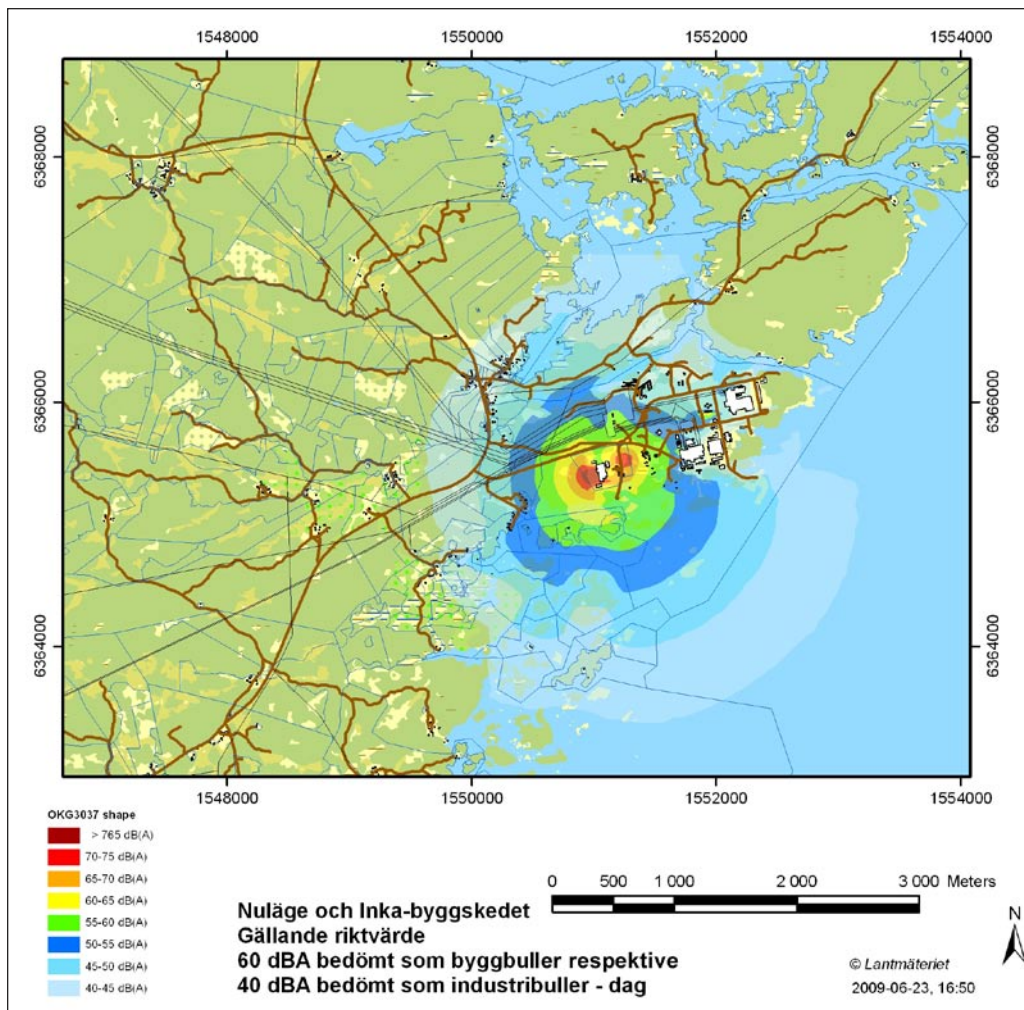 1548000 1550000 1552000 1554000
6368000 6368000
6366000 6366000
6364000 6364000
1548000 1550000 1552000 1554000
OKG3037 shape
> 765 dB(A)
70-75 dB(A)
65-70 dB(A)
60-65 dB(A)
55-60 dB(A)
50-55 dB(A)
45-50 dB(A)
40-45 dB(A)
0 500 1 000 2 000 3 000 Meters
Nuläge och Inka-byggskedet
Gällande riktvärde
60 dBA bedömt som byggbuller respektive
40 dBA bedömt som industribuller - dag
N
© Lantmäteriet
2009-06-23, 16:50